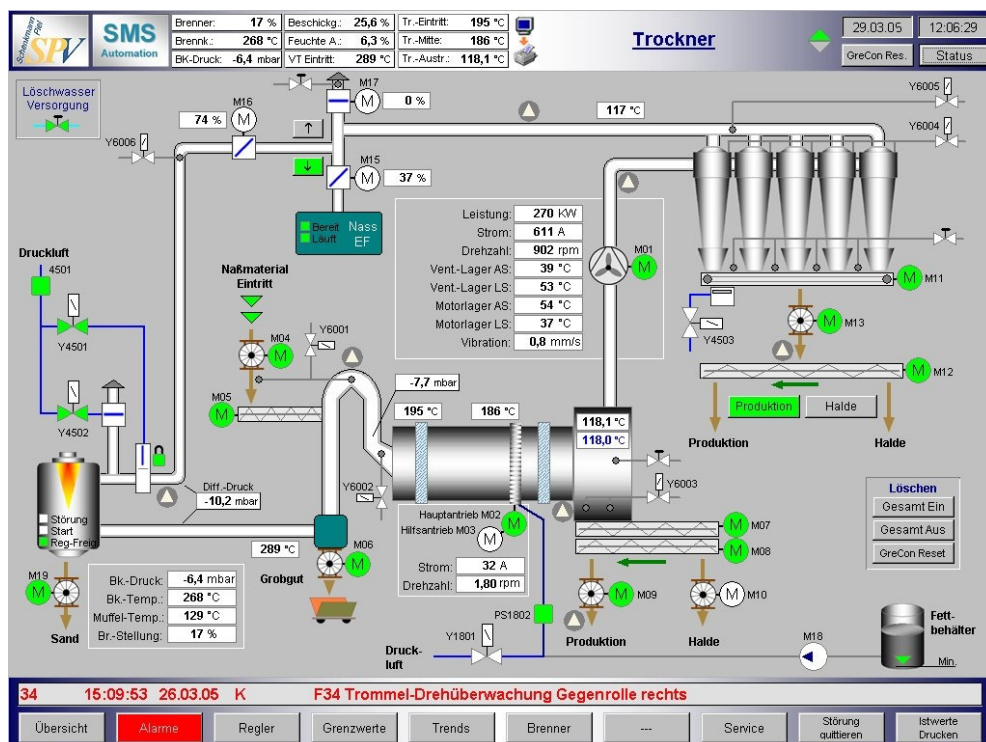 Schenkmann
Piel
SPV
SMS
Automation
Brenner: 17 % Beschickg.: 25,6 % Tr.-Eintritt: 195 °C
Brennk.: 268 °C Feuchte A.: 6,3 % Tr.-Mitte: 186 °C
BK-Druck: -6,4 mbar VT Eintritt: 289 °C Tr.-Austr.: 118,1 °C
Trockner
29.03.05 12:06:29
GreCon Res. Status
Löschwasser
Versorgung
M17
0 %
M16
74 %
Y6006
117 °C
Y6005
Y6004
M15
37 %
Bereit Nass
Läuft EF
Druckluft
4501
Y4501
Y4502
Naßmaterial
Eintritt
M04
Y6001
M05
-7,7 mbar
Leistung: 270 KW
Strom: 611 A
Drehzahl: 902 rpm
Vent.-Lager AS: 39 °C
Vent.-Lager LS: 53 °C
Motorlager AS: 54 °C
Motorlager LS: 37 °C
Vibration: 0,8 mm/s
M01
M11
M13
Y4503
M12
Produktion Halde
Produktion Halde
195 °C 186 °C
118,1 °C
118,0 °C
Y6002
Y6003
Diff.-Druck
-10,2 mbar
Störung
Start
Reg-Freig
Hauptantrieb M02
Hilfsantrieb M03
289 °C
M06
Grobgut
Strom: 32 A
Drehzahl: 1,80 rpm
M07
M08
M09
M10
Produktion Halde
Löschen
Gesamt Ein
Gesamt Aus
GreCon Reset
M19
Sand
Bk.-Druck: -6,4 mbar
Bk.-Temp.: 268 °C
Muffel-Temp.: 129 °C
Br.-Stellung: 17 %
PS1802
Y1801
Druck-
luft
M18
Fett-
behälter
Min.
34 15:09:53 26.03.05 K F34 Trommel-Drehüberwachung Gegenrolle rechts
Übersicht Alarme Regler Grenzwerte Trends Brenner --- Service Störung quittieren Istwerte Drucken